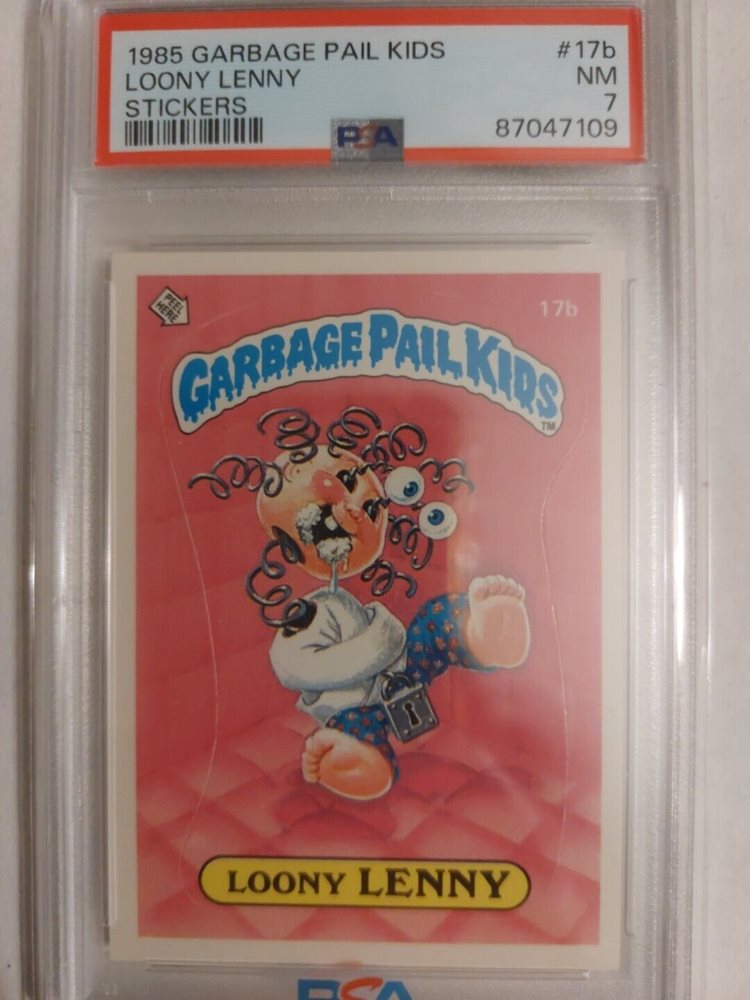 1985 GARBAGE PAIL KIDS #17b
LOONY LENNY NM
STICKERS 7
PSA 87047109
PEEL HERE
17b
GARBAGE PAIL KIDS
TM
LOONY LENNY
PSA